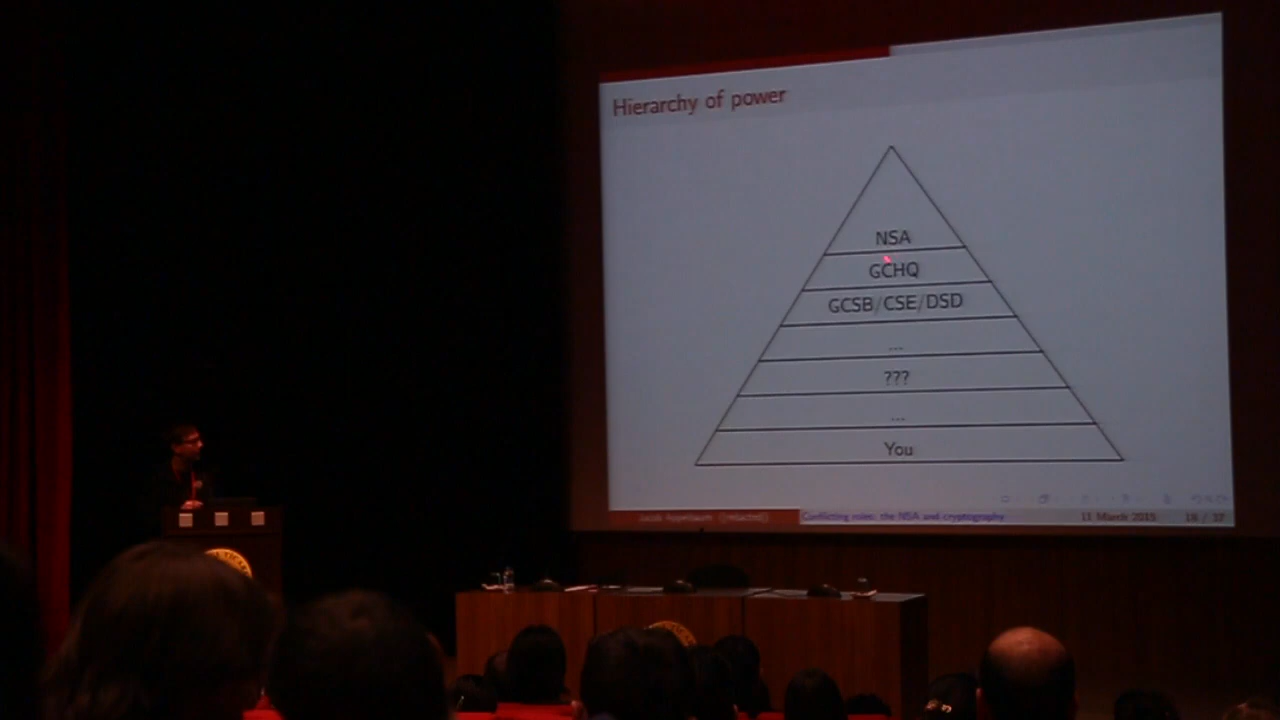 Hierarchy of power
NSA
GCHQ
GCSB/CSE/DSD
...
???
...
You
Jacob Appelbaum ([redacted])
Conflicting roles: the NSA and cryptography
11 March 2015
18 / 37